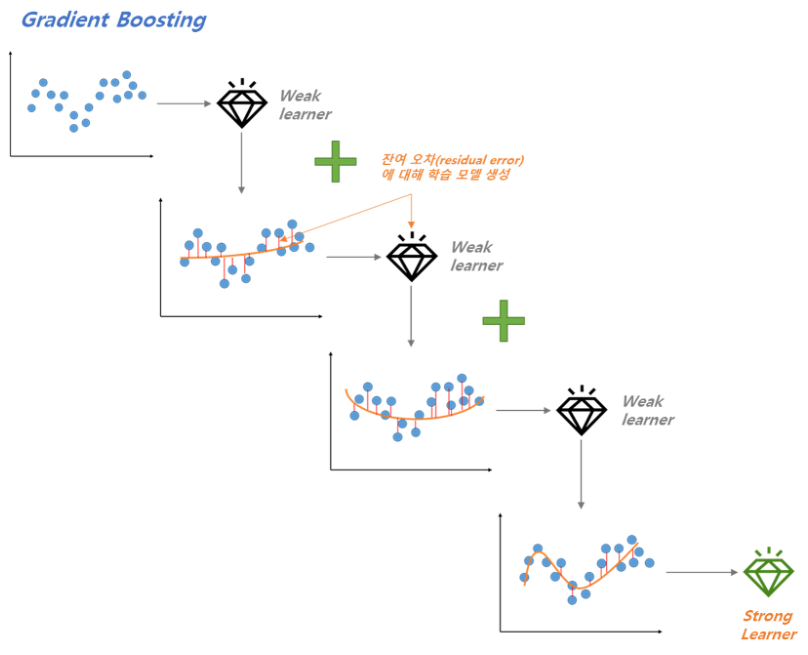 Gradient Boosting
Weak
learner
잔여 오차(residual error)
에 대해 학습 모델 생성
Weak
learner
Weak
learner
Strong
Learner